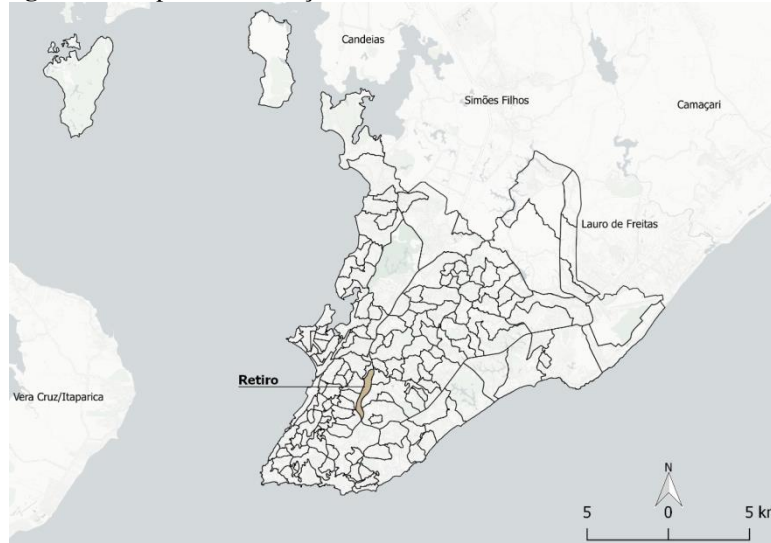 Candeias
Simões Filhos
Camaçari
Lauro de Freitas
Retiro
Vera Cruz/Itaparica
N
5 0 5 km